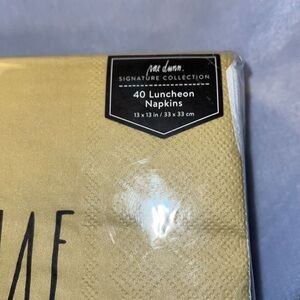 rae dunn.
SIGNATURE COLLECTION
40 Luncheon
Napkins
13 x 13 in / 33 x 33 cm